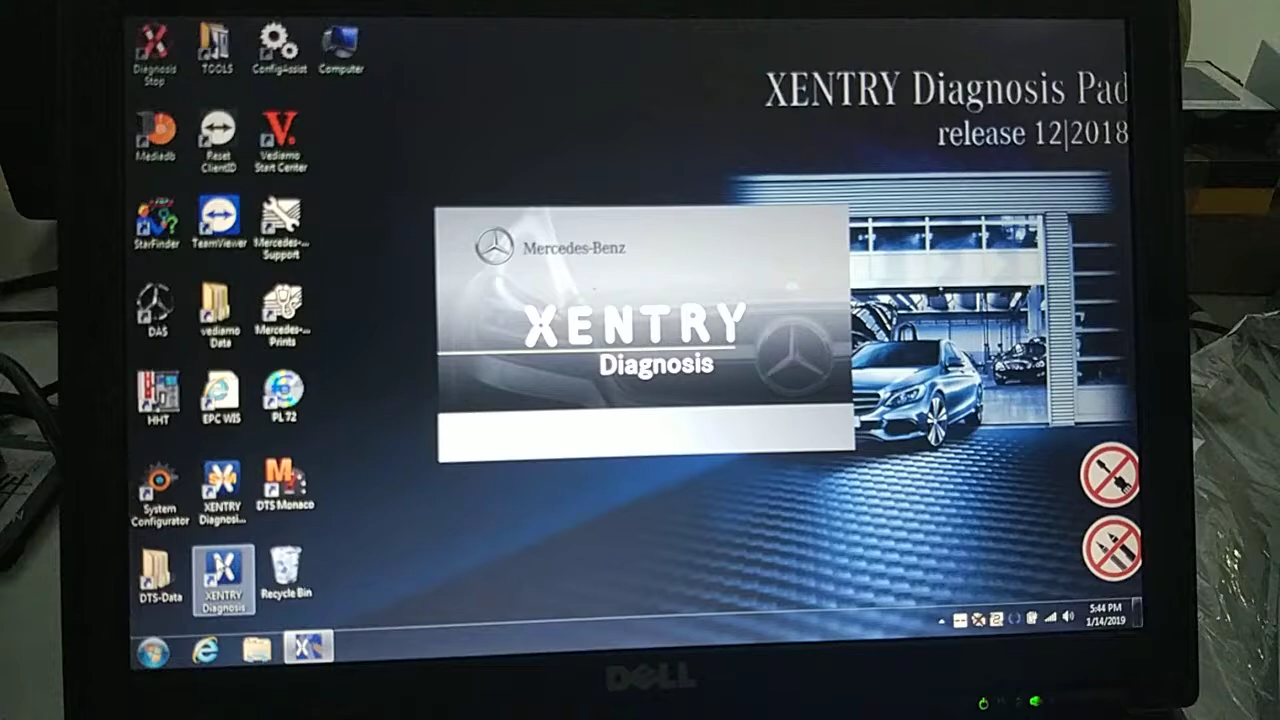 XENTRY Diagnosis Pad
release 12|2018
Diagnosis
Stop
TOOLS
ConfigAssist
Computer
Mediadb
Reset
ClientID
Vediamo
Start Center
StarFinder
TeamViewer
Mercedes-...
Support
DAS
vediamo
Data
Mercedes-...
Prints
HHT
EPC WIS
PL 72
System
Configurator
XENTRY
Diagnosi...
DTS Monaco
DTS-Data
XENTRY
Diagnosis
Recycle Bin
Mercedes-Benz
XENTRY
Diagnosis
5:44 PM
1/14/2019
DELL